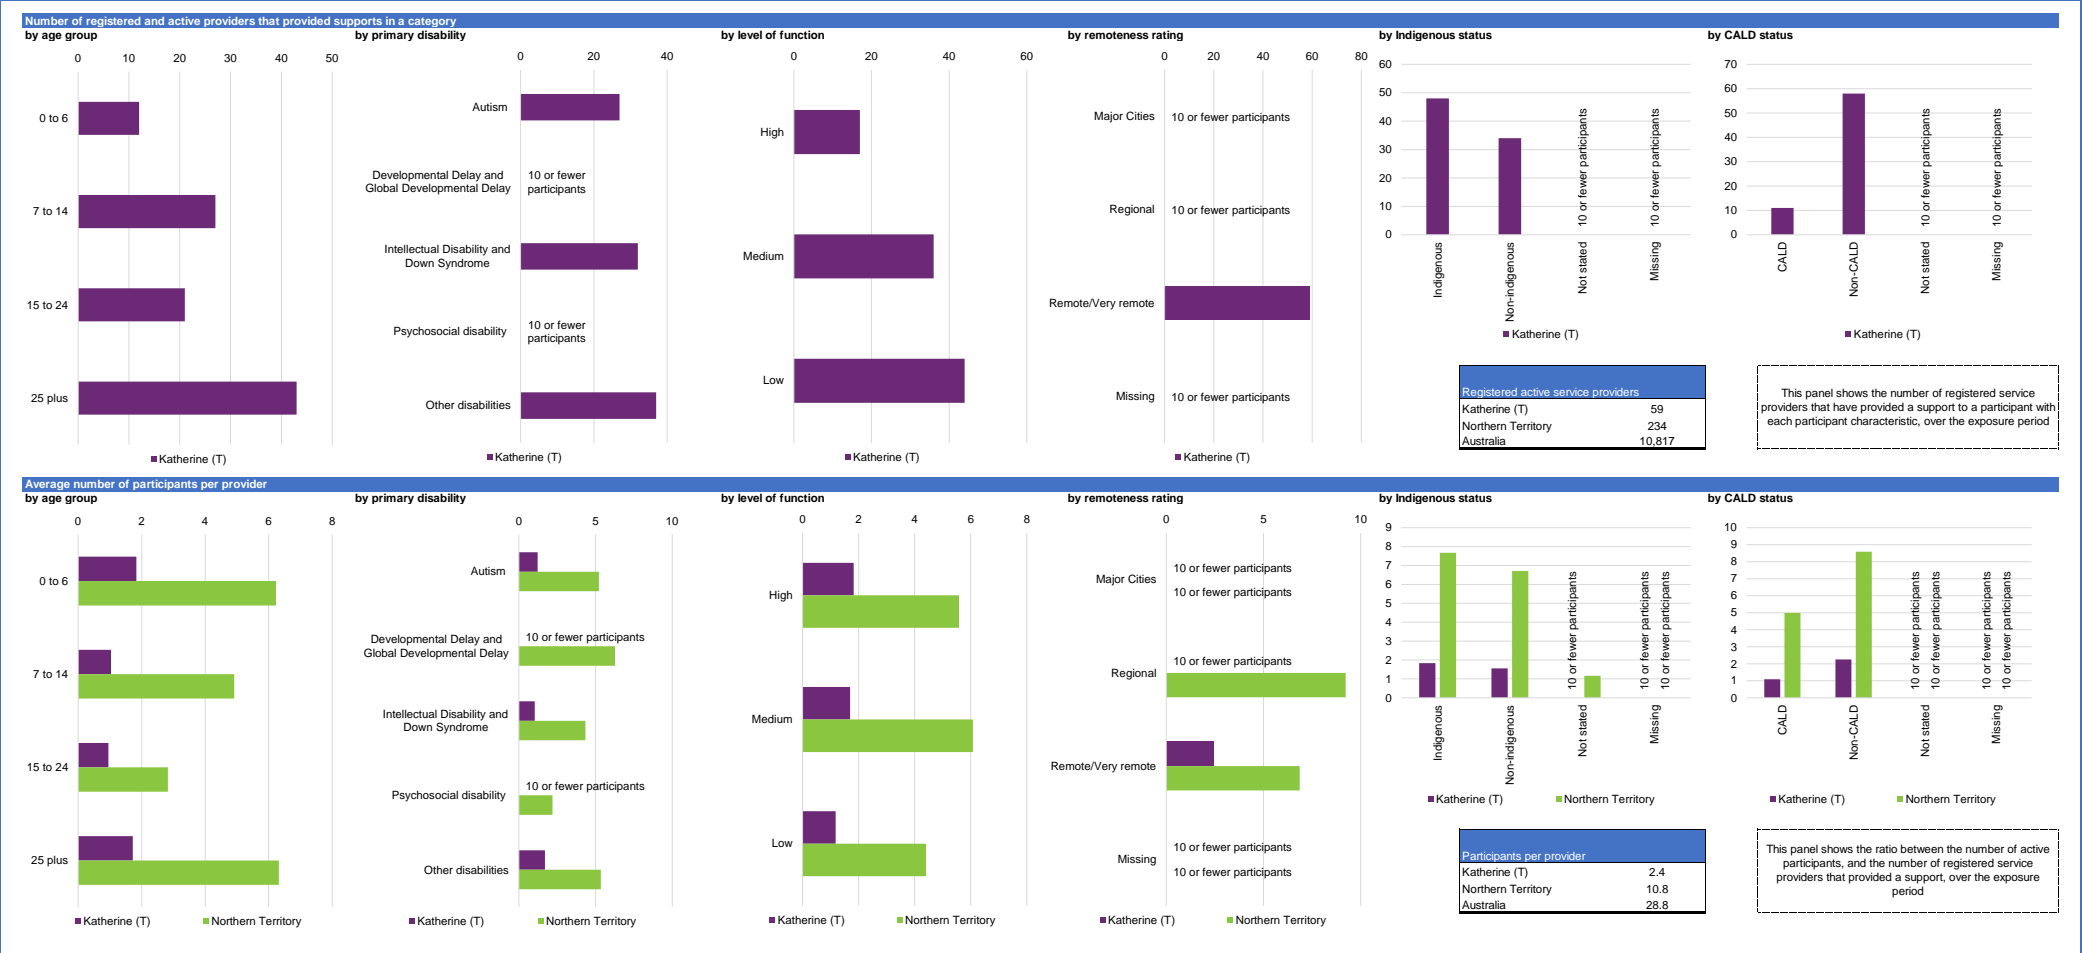 Number of registered and active providers that provided supports in a category
by age group
0 10 20 30 40 50
0 to 6
7 to 14
15 to 24
25 plus
Katherine (T)
by primary disability
0 20 40
Autism
Developmental Delay and
Global Developmental Delay
10 or fewer
participants
Intellectual Disability and
Down Syndrome
Psychosocial disability
10 or fewer
participants
Other disabilities
Katherine (T)
by level of function
0 20 40 60
High
Medium
Low
Katherine (T)
by remoteness rating
0 20 40 60 80
Major Cities
10 or fewer participants
Regional
10 or fewer participants
Remote/Very remote
Missing
10 or fewer participants
Katherine (T)
by Indigenous status
60
50
40
30
20
10
0
10 or fewer participants
10 or fewer participants
Indigenous
Non-indigenous
Not stated
Missing
Katherine (T)
by CALD status
70
60
50
40
30
20
10
0
10 or fewer participants
10 or fewer participants
CALD
Non-CALD
Not stated
Missing
Katherine (T)
Registered active service providers
Katherine (T) 59
Northern Territory 234
Australia 10,817
This panel shows the number of registered service
providers that have provided a support to a participant with
each participant characteristic, over the exposure period
Average number of participants per provider
by age group
0 2 4 6 8
0 to 6
7 to 14
15 to 24
25 plus
Katherine (T) Northern Territory
by primary disability
0 5 10
Autism
Developmental Delay and
Global Developmental Delay
10 or fewer participants
Intellectual Disability and
Down Syndrome
Psychosocial disability
10 or fewer participants
Other disabilities
Katherine (T) Northern Territory
by level of function
0 2 4 6 8
High
Medium
Low
Katherine (T) Northern Territory
by remoteness rating
0 5 10
Major Cities
10 or fewer participants
10 or fewer participants
Regional
10 or fewer participants
Remote/Very remote
Missing
10 or fewer participants
10 or fewer participants
Katherine (T) Northern Territory
by Indigenous status
9
8
7
6
5
4
3
2
1
0
10 or fewer participants
10 or fewer participants
10 or fewer participants
Indigenous
Non-indigenous
Not stated
Missing
Katherine (T) Northern Territory
by CALD status
10
9
8
7
6
5
4
3
2
1
0
10 or fewer participants
10 or fewer participants
10 or fewer participants
10 or fewer participants
CALD
Non-CALD
Not stated
Missing
Katherine (T) Northern Territory
Participants per provider
Katherine (T) 2.4
Northern Territory 10.8
Australia 28.8
This panel shows the ratio between the number of active
participants, and the number of registered service
providers that provided a support, over the exposure
period